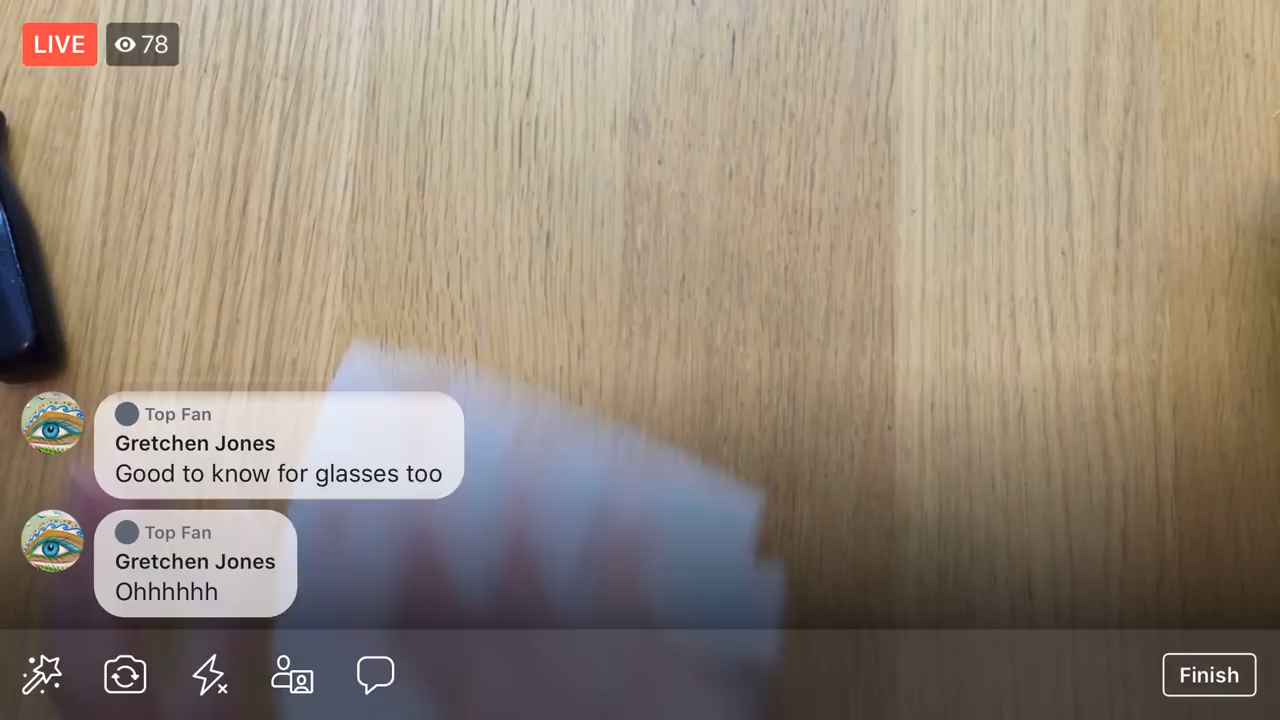 LIVE
78
Top Fan
Gretchen Jones
Good to know for glasses too
Top Fan
Gretchen Jones
Ohhhhhh
Finish